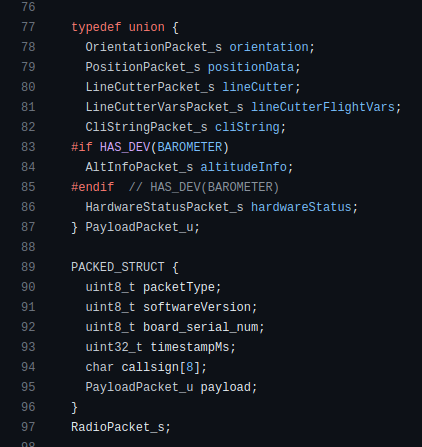 76
77 typedef union {
78 OrientationPacket_s orientation;
79 PositionPacket_s positionData;
80 LineCutterPacket_s lineCutter;
81 LineCutterVarsPacket_s lineCutterFlightVars;
82 CliStringPacket_s cliString;
83 #if HAS_DEV(BAROMETER)
84 AltInfoPacket_s altitudeInfo;
85 #endif // HAS_DEV(BAROMETER)
86 HardwareStatusPacket_s hardwareStatus;
87 } PayloadPacket_u;
88
89 PACKED_STRUCT {
90 uint8_t packetType;
91 uint8_t softwareVersion;
92 uint8_t board_serial_num;
93 uint32_t timestampMs;
94 char callsign[8];
95 PayloadPacket_u payload;
96 }
97 RadioPacket_s;
98